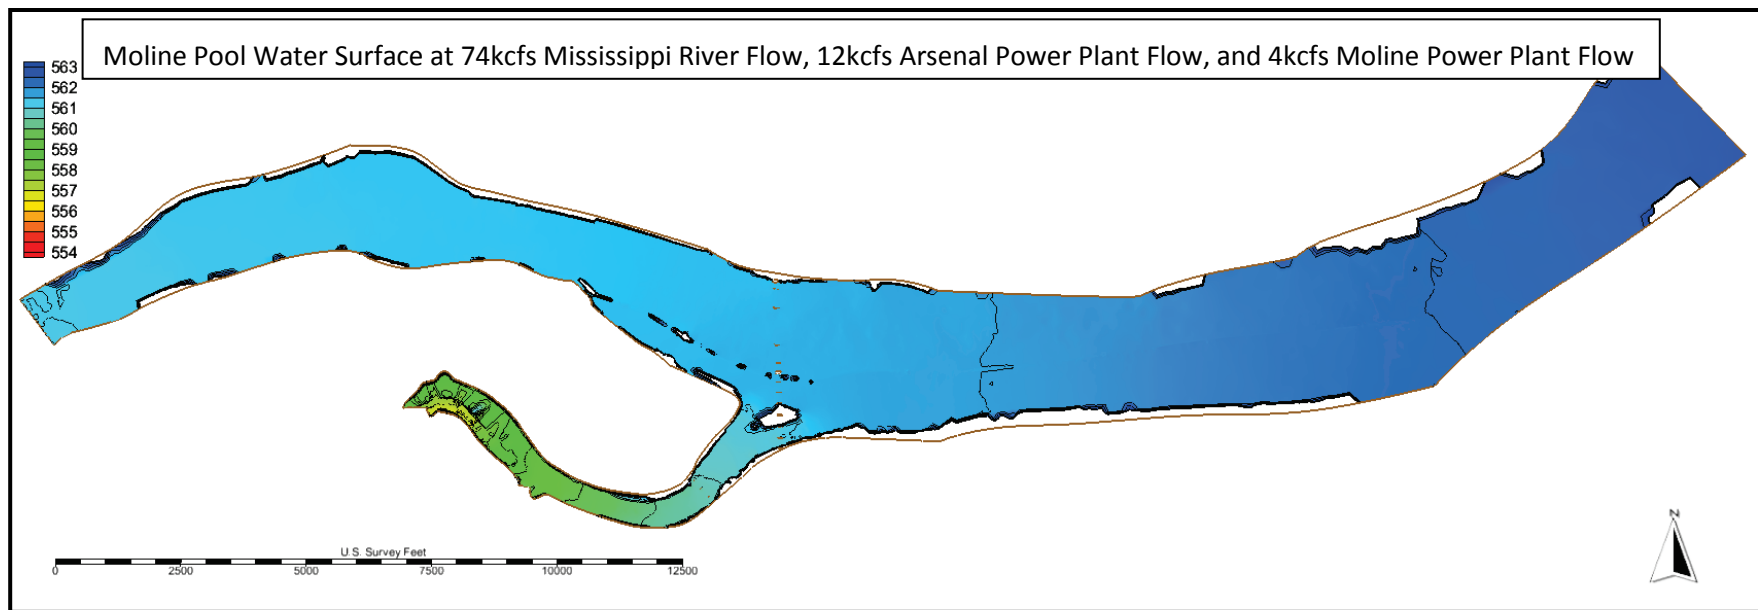 Moline Pool Water Surface at 74kcfs Mississippi River Flow, 12kcfs Arsenal Power Plant Flow, and 4kcfs Moline Power Plant Flow
563
562
561
560
559
558
557
556
555
554
U.S. Survey Feet
0 2500 5000 7500 10000 12500
N